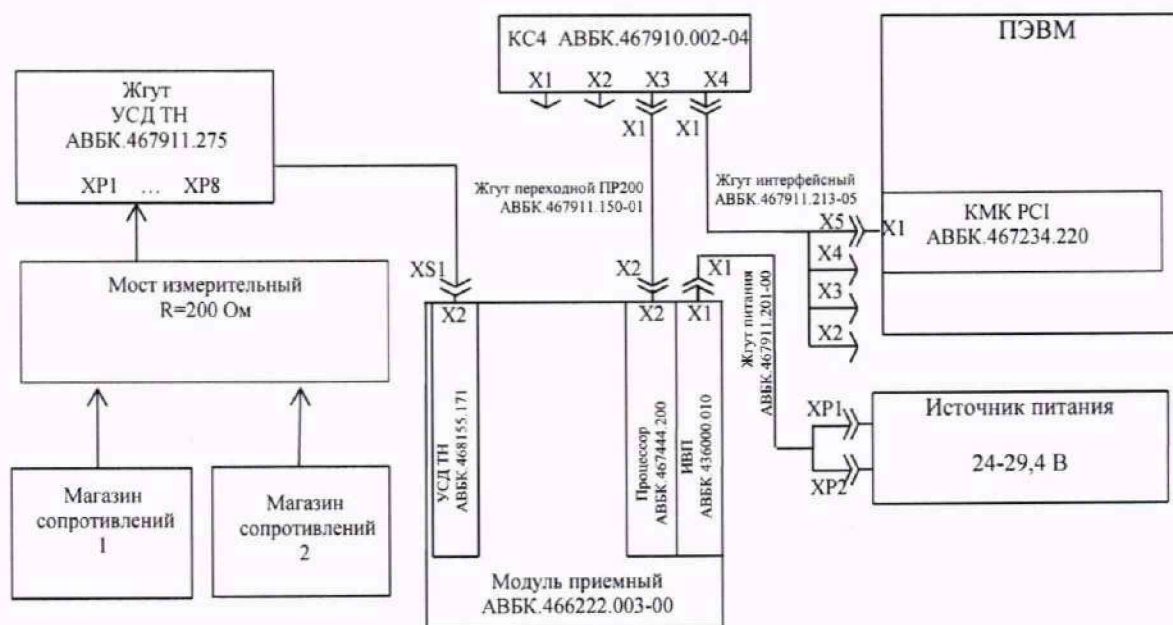 КС4 АВБК.467910.002-04
X1 X2 X3 X4
X1 X1
ПЭВМ
Жгут
УСД ТН
АВБК.467911.275
XP1 ... XP8
Жгут переходной ПР200
АВБК.467911.150-01
Жгут интерфейсный
АВБК.467911.213-05
КМК PCI
АВБК.467234.220
X1
X5
X4
X3
X2
Мост измерительный
R=200 Ом
XS1
X2
X1
X2
X2
X1
Жгут питания
АВБК.467911.201-00
УСД ТН
АВБК.468155.171
Процессор
АВБК.467444.200
ИВП
АВБК 436000.010
XP1
XP2
Источник питания
24-29,4 В
Магазин
сопротивлений
1
Магазин
сопротивлений
2
Модуль приемный
АВБК.466222.003-00